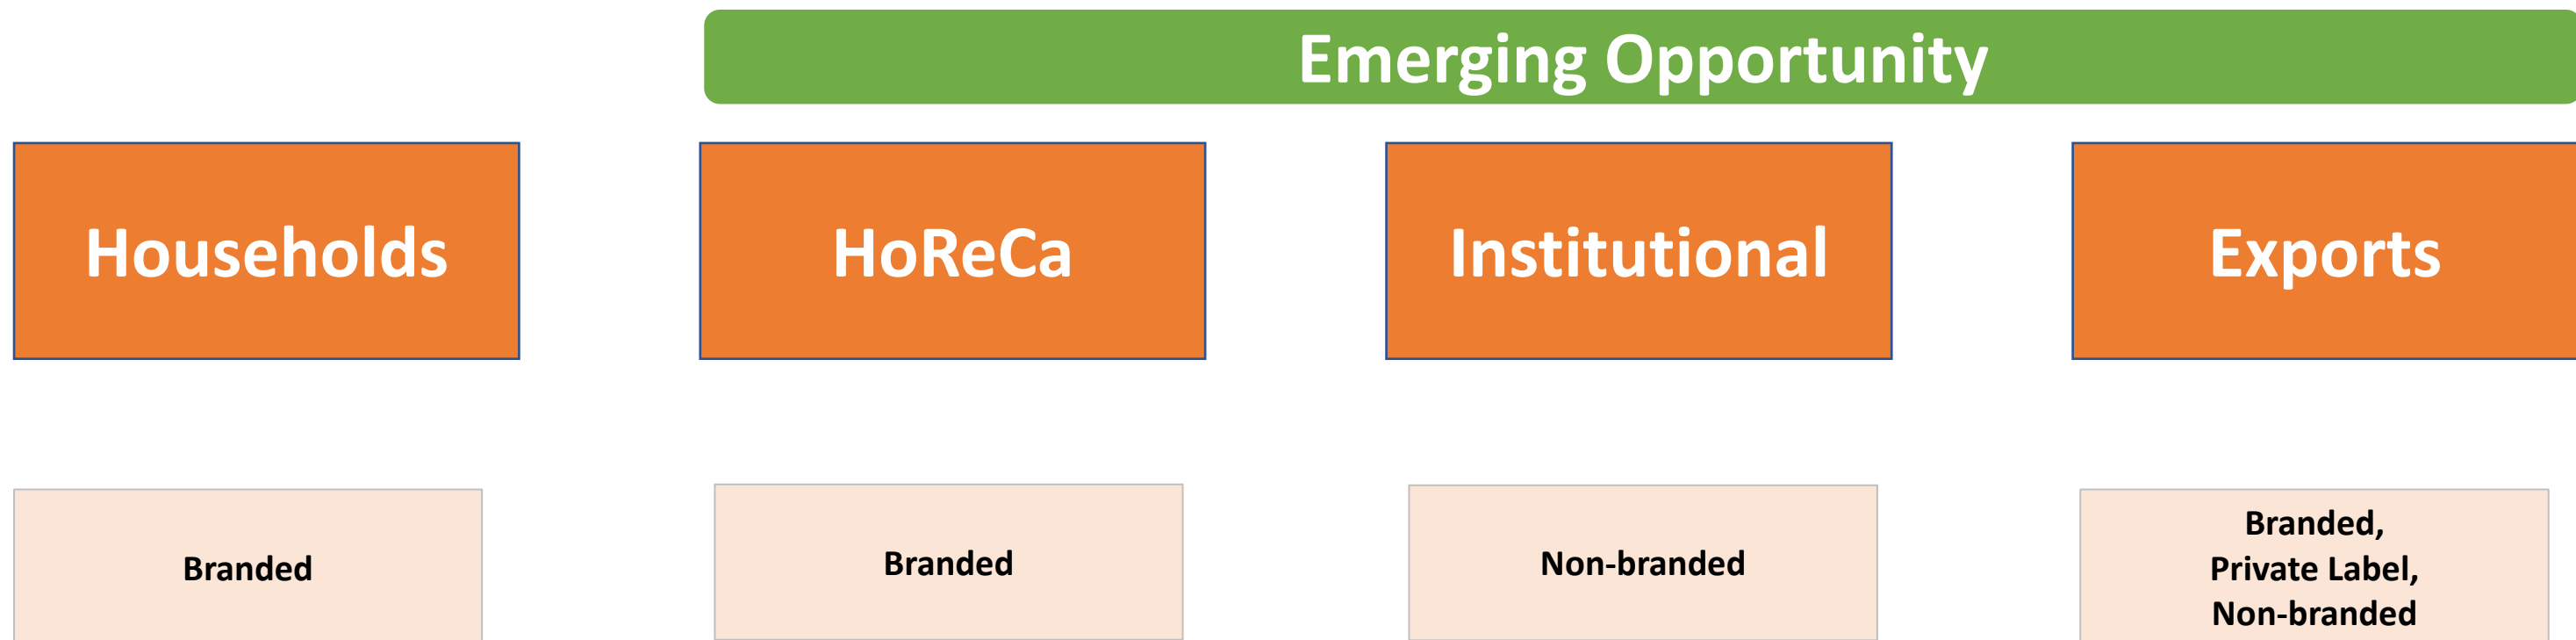 Emerging Opportunity
Households
HoReCa
Institutional
Exports
Branded
Branded
Non-branded
Branded,
Private Label,
Non-branded